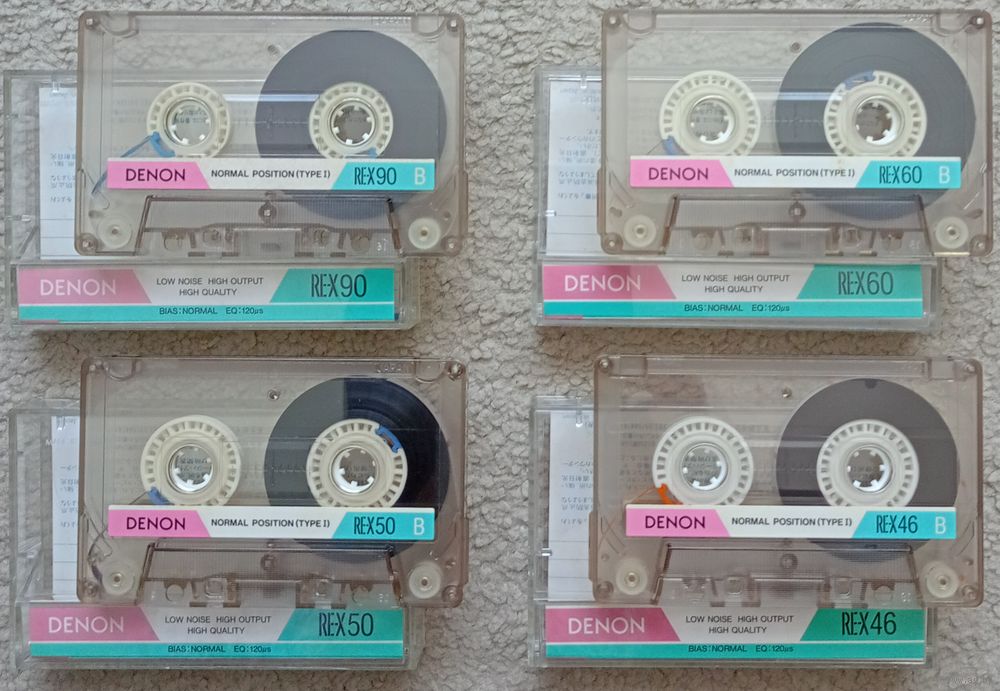 DENON NORMAL POSITION (TYPE I) RE-X90 B
DENON LOW NOISE HIGH OUTPUT
HIGH QUALITY RE-X90
BIAS:NORMAL EQ:120µs
DENON NORMAL POSITION (TYPE I) RE-X60 B
DENON LOW NOISE HIGH OUTPUT
HIGH QUALITY RE-X60
BIAS:NORMAL EQ:120µs
JAPAN
DENON NORMAL POSITION (TYPE I) RE-X50 B
DENON LOW NOISE HIGH OUTPUT
HIGH QUALITY RE-X50
BIAS:NORMAL EQ:120µs
DENON NORMAL POSITION (TYPE I) RE-X46 B
DENON LOW NOISE HIGH OUTPUT
HIGH QUALITY RE-X46
BIAS:NORMAL EQ:120µs